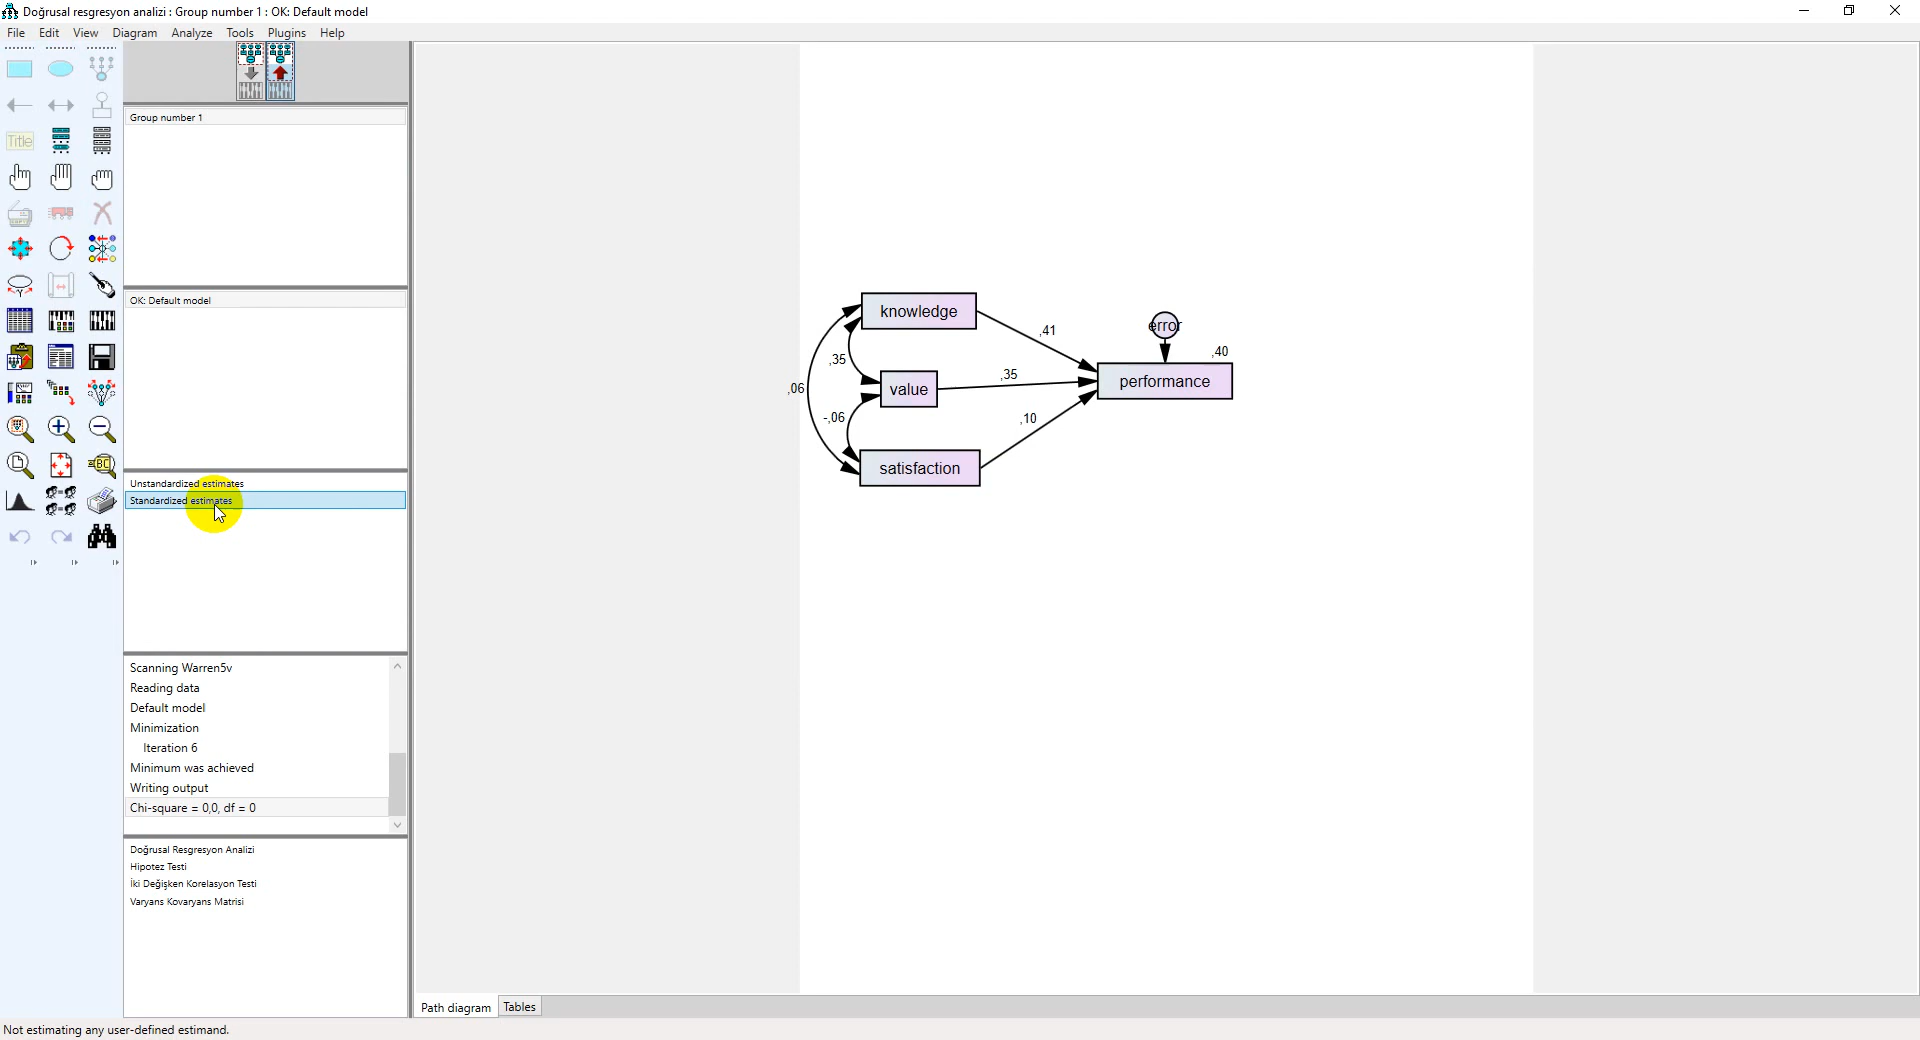 Doğrusal resgresyon analizi : Group number 1 : OK: Default model
File Edit View Diagram Analyze Tools Plugins Help
Title
Group number 1
OK: Default model
Unstandardized estimates
Standardized estimates
Scanning Warren5v
Reading data
Default model
Minimization
Iteration 6
Minimum was achieved
Writing output
Chi-square = 0,0, df = 0
Doğrusal Resgresyon Analizi
Hipotez Testi
İki Değişken Korelasyon Testi
Varyans Kovaryans Matrisi
knowledge
,41
error
,40
,35
performance
,06
value
,35
-,06
,10
satisfaction
Path diagram Tables
Not estimating any user-defined estimand.